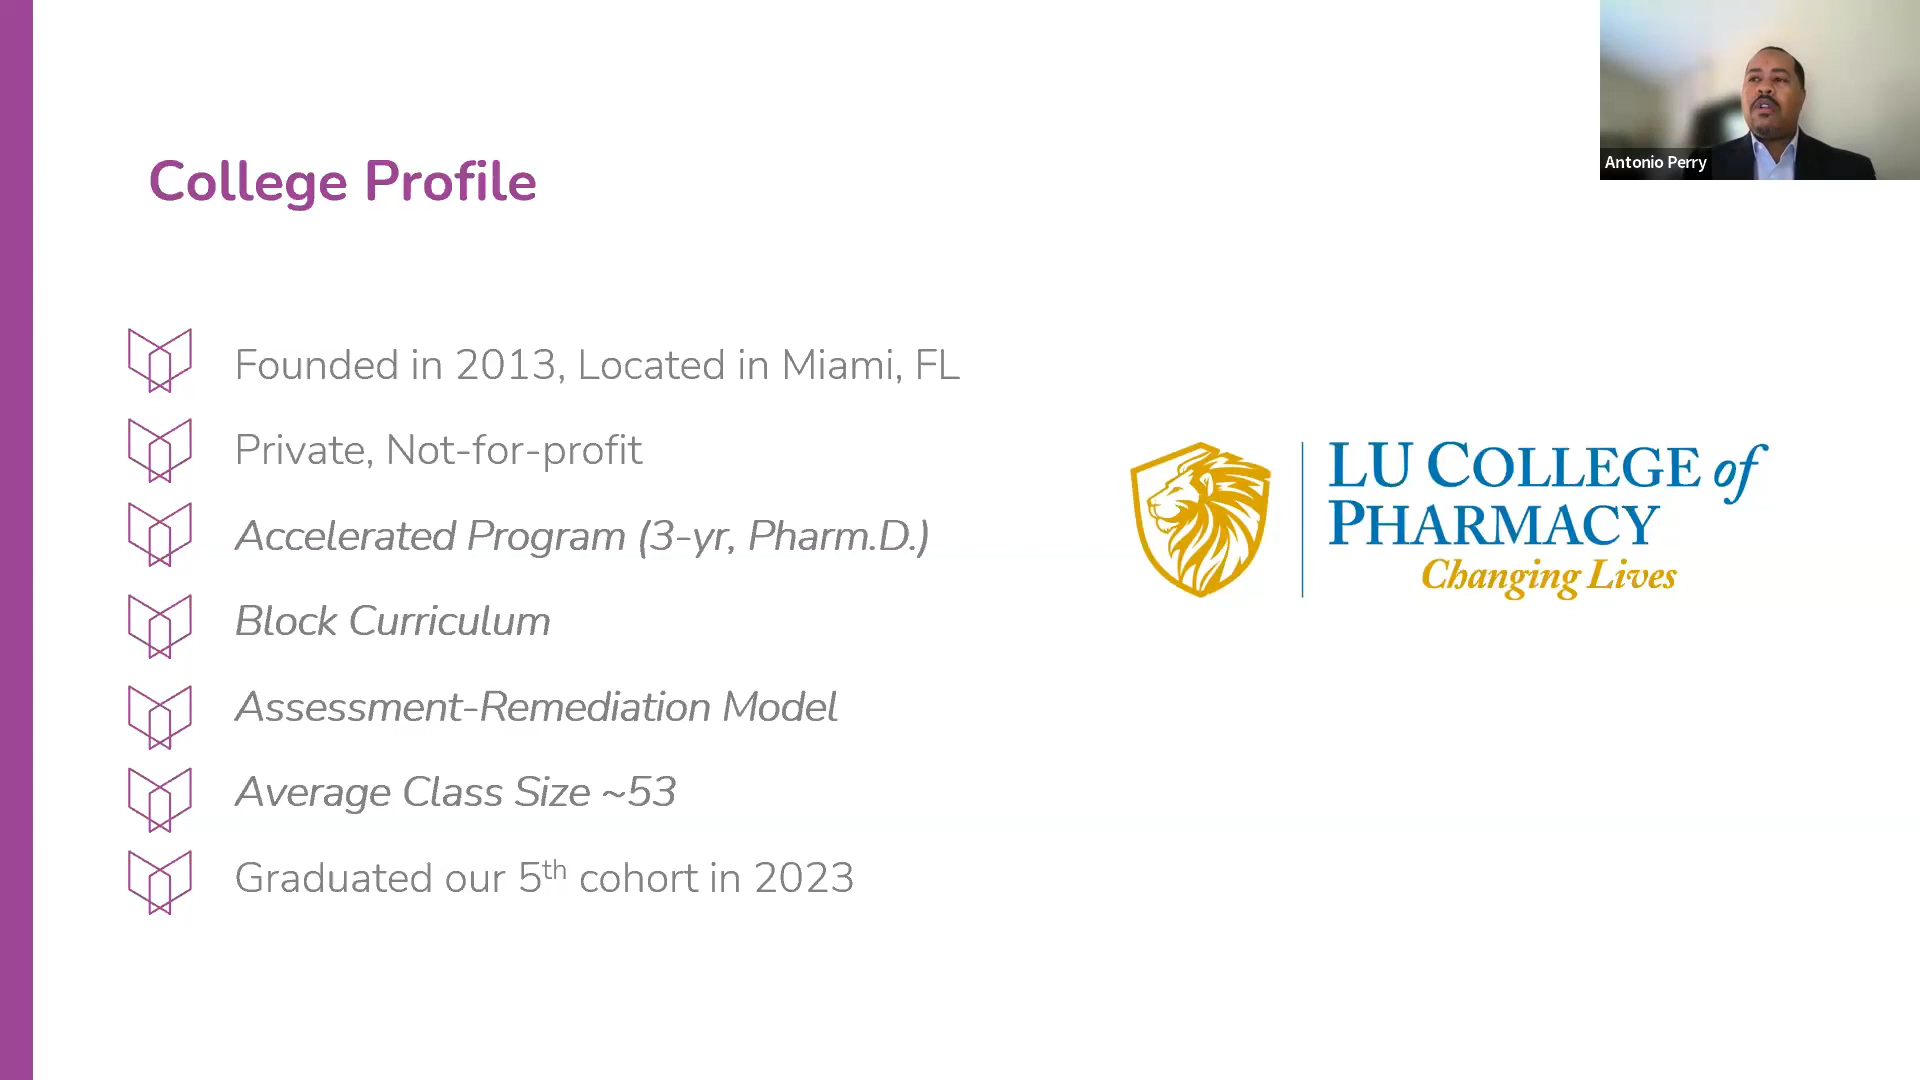 College Profile
Antonio Perry
Founded in 2013, Located in Miami, FL
Private, Not-for-profit
Accelerated Program (3-yr, Pharm.D.)
Block Curriculum
Assessment-Remediation Model
Average Class Size ~53
Graduated our 5th cohort in 2023
LU COLLEGE of
PHARMACY
Changing Lives